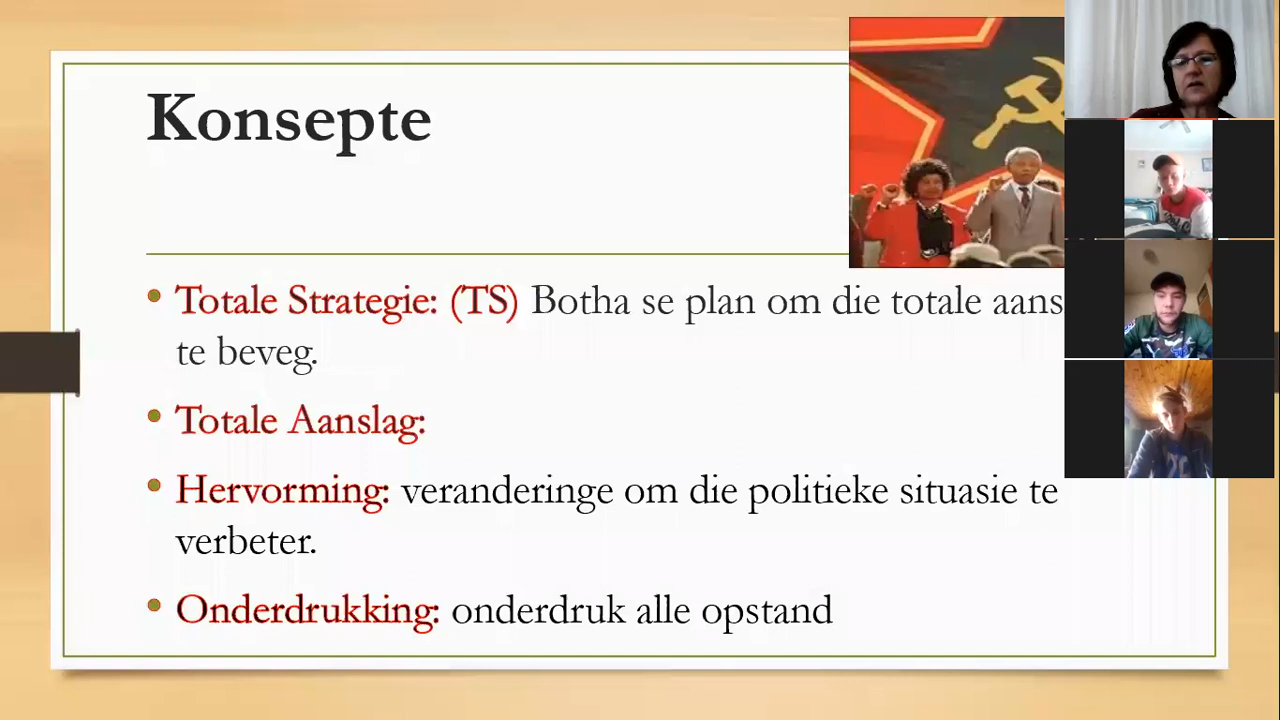 Konsepte
Totale Strategie: (TS) Botha se plan om die totale aans
te beveg.
Totale Aanslag:
Hervorming: veranderinge om die politieke situasie te
verbeter.
Onderdrukking: onderdruk alle opstand